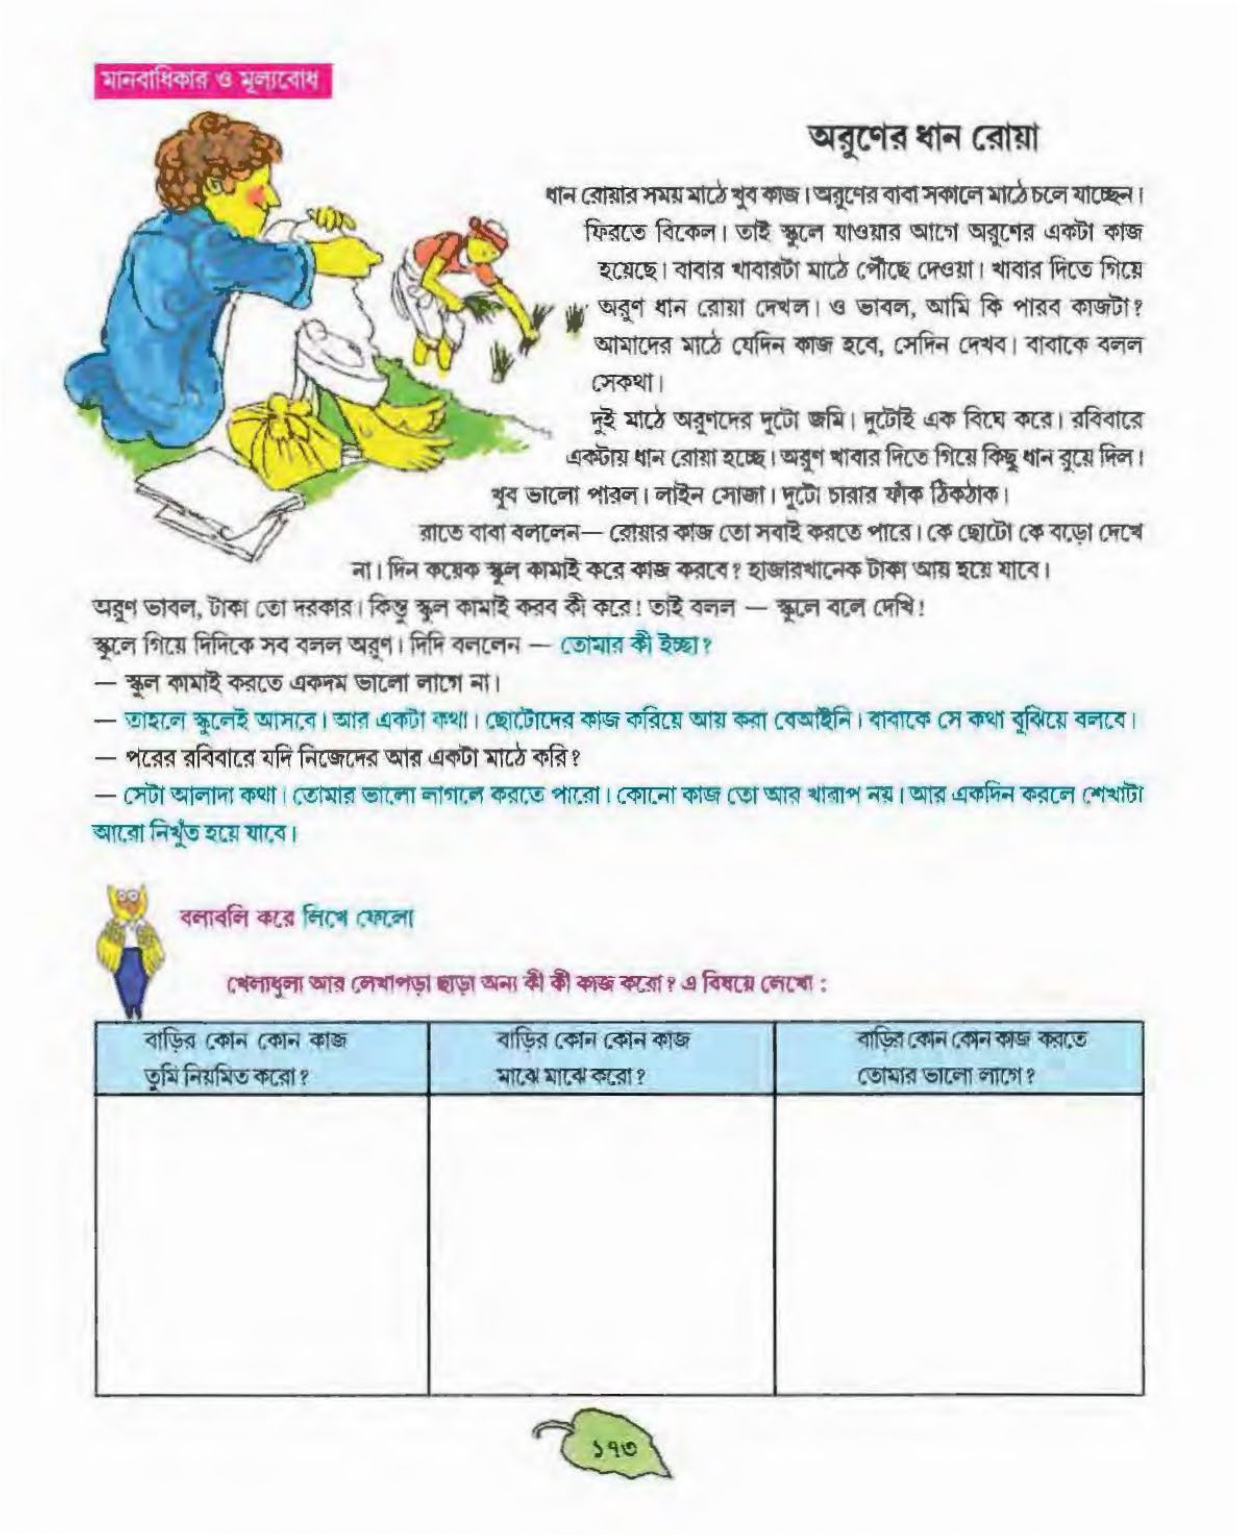 মানবাধিকার ও মূল্যবোধ
অরুণের ধান রোয়া
ধান রোয়ার সময় মাঠে খুব কাজ। অরুণের বাবা সকালে মাঠে চলে যাচ্ছেন।
ফিরতে বিকেল। তাই স্কুলে যাওয়ার আগে অরুণের একটা কাজ
হয়েছে। বাবার খাবারটা মাঠে পৌঁছে দেওয়া। খাবার দিতে গিয়ে
অরুণ ধান রোয়া দেখল। ও ভাবল, আমি কি পারব কাজটা?
আমাদের মাঠে যেদিন কাজ হবে, সেদিন দেখব। বাবাকে বলল
সেকথা।
দুই মাঠে অরুণদের দুটো জমি। দুটোই এক বিঘে করে। রবিবারে
একটায় ধান রোয়া হচ্ছে। অরুণ খাবার দিতে গিয়ে কিছু ধান রুয়ে দিল।
খুব ভালো পারল। লাইন সোজা। দুটো চারার ফাঁক ঠিকঠাক।
রাতে বাবা বললেন— রোয়ার কাজ তো সবাই করতে পারে। কে ছোটো কে বড়ো দেখে
না। দিন কয়েক স্কুল কামাই করে কাজ করবে? হাজারখানেক টাকা আয় হয়ে যাবে।
অরুণ ভাবল, টাকা তো দরকার। কিন্তু স্কুল কামাই করব কী করে! তাই বলল — স্কুলে বলে দেখি!
স্কুলে গিয়ে দিদিকে সব বলল অরুণ। দিদি বললেন — তোমার কী ইচ্ছা?
— স্কুল কামাই করতে একদম ভালো লাগে না।
— তাহলে স্কুলেই আসবে। আর একটা কথা। ছোটোদের কাজ করিয়ে আয় করা বেআইনি। বাবাকে সে কথা বুঝিয়ে বলবে।
— পরের রবিবারে যদি নিজেদের আর একটা মাঠে করি?
— সেটা আলাদা কথা। তোমার ভালো লাগলে করতে পারো। কোনো কাজ তো আর খারাপ নয়। আর একদিন করলে শেখাটা
আরো নিখুঁত হয়ে যাবে।
বলাবলি করে লিখে ফেলো
খেলাধুলা আর লেখাপড়া ছাড়া অন্য কী কী কাজ করো? এ বিষয়ে লেখো :
বাড়ির কোন কোন কাজ
তুমি নিয়মিত করো?
বাড়ির কোন কোন কাজ
মাঝে মাঝে করো?
বাড়ির কোন কোন কাজ করতে
তোমার ভালো লাগে?
১৭৩